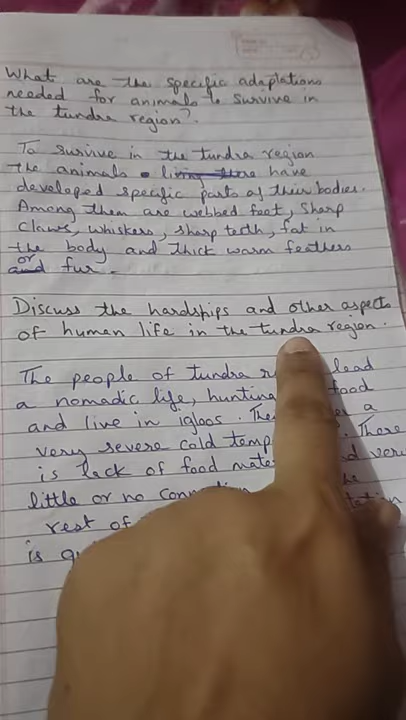 What are the specific adaptations
needed for animals to survive in
the tundra region?
To survive in the tundra region
the animals have
developed specific parts of their bodies.
Among them are webbed feet, sharp
claws, whiskers, sharp teeth, fat in
the body and thick warm feathers
or fur.
Discuss the hardships and other aspects
of human life in the tundra region.
The people of tundra lead
a nomadic life, hunting food
and live in igloos. a
very severe cold There
is lack of food very
little or no
rest of
is